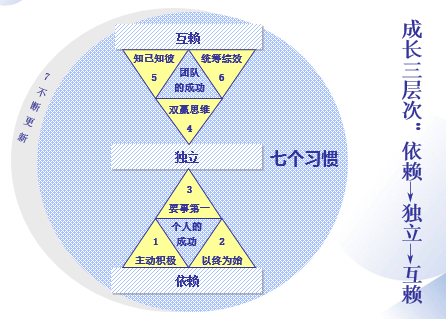 互赖
知己知彼
5
团队
的成功
统筹综效
6
双赢思维
4
7 不断更新
独立
七个习惯
3
要事第一
个人的
成功
1
主动积极
2
以终为始
依赖
成长三层次：依赖→独立→互赖